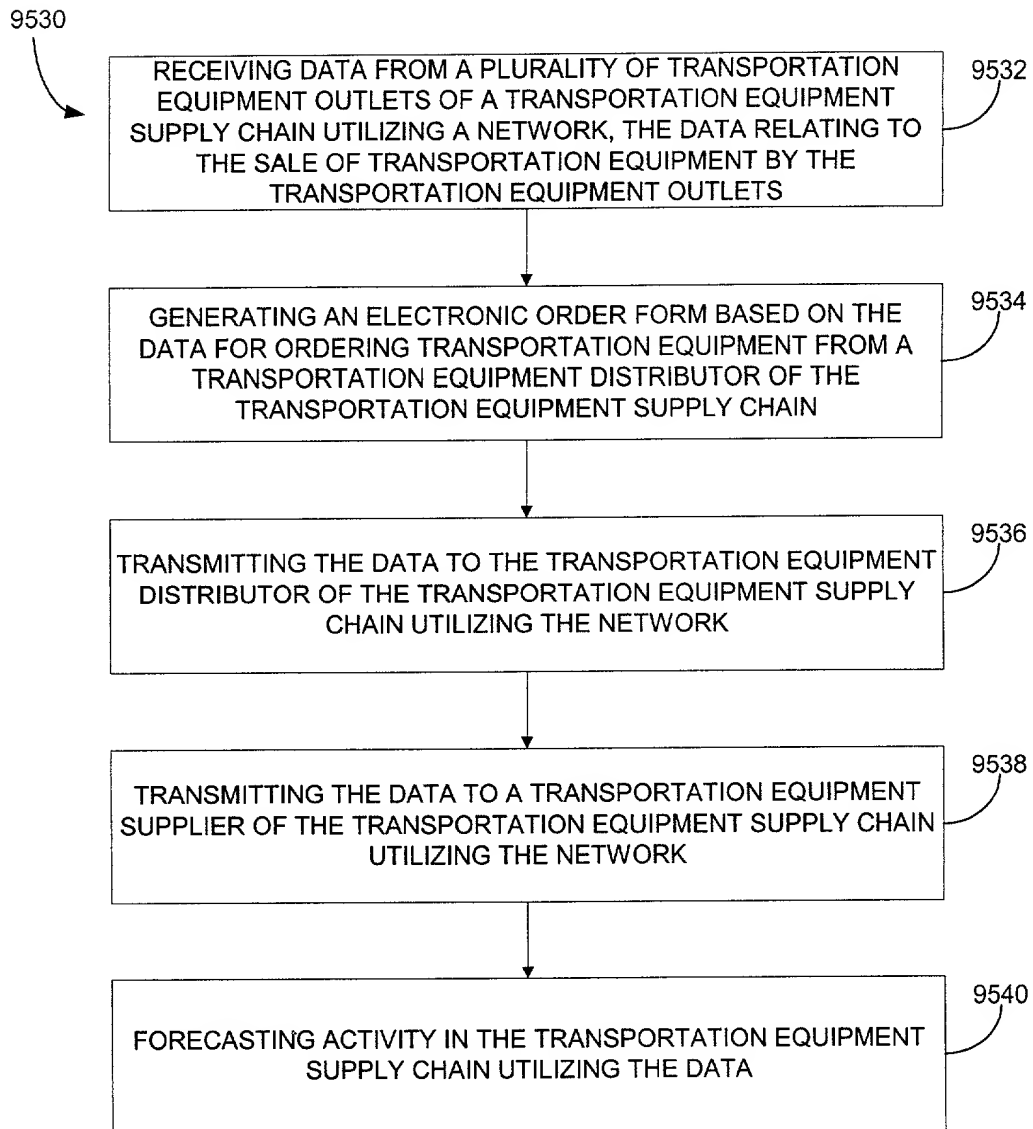 9530
RECEIVING DATA FROM A PLURALITY OF TRANSPORTATION
EQUIPMENT OUTLETS OF A TRANSPORTATION EQUIPMENT
SUPPLY CHAIN UTILIZING A NETWORK, THE DATA RELATING TO
THE SALE OF TRANSPORTATION EQUIPMENT BY THE
TRANSPORTATION EQUIPMENT OUTLETS
9532
GENERATING AN ELECTRONIC ORDER FORM BASED ON THE
DATA FOR ORDERING TRANSPORTATION EQUIPMENT FROM A
TRANSPORTATION EQUIPMENT DISTRIBUTOR OF THE
TRANSPORTATION EQUIPMENT SUPPLY CHAIN
9534
TRANSMITTING THE DATA TO THE TRANSPORTATION EQUIPMENT
DISTRIBUTOR OF THE TRANSPORTATION EQUIPMENT SUPPLY
CHAIN UTILIZING THE NETWORK
9536
TRANSMITTING THE DATA TO A TRANSPORTATION EQUIPMENT
SUPPLIER OF THE TRANSPORTATION EQUIPMENT SUPPLY CHAIN
UTILIZING THE NETWORK
9538
FORECASTING ACTIVITY IN THE TRANSPORTATION EQUIPMENT
SUPPLY CHAIN UTILIZING THE DATA
9540